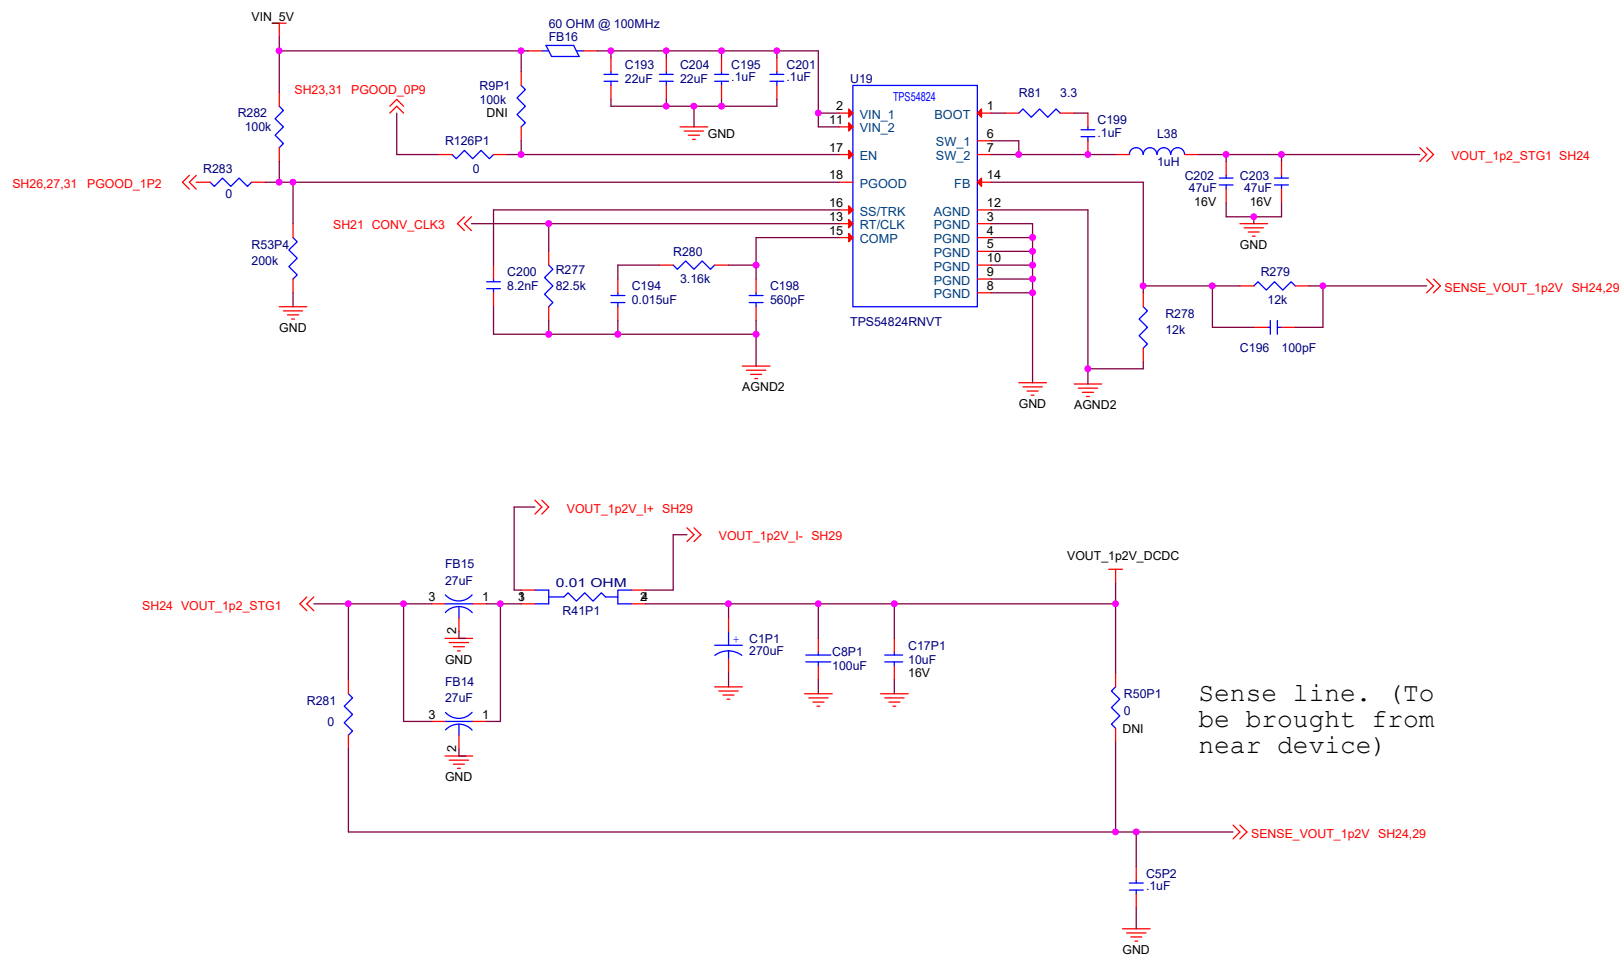 VIN_5V
60 OHM @ 100MHz
FB16
C193
22uF
C204
22uF
C195
.1uF
C201
.1uF
GND
SH23,31 PGOOD_0P9
R9P1
100k
DNI
R282
100k
R126P1
0
R283
0
SH26,27,31 PGOOD_1P2
R53P4
200k
GND
SH21 CONV_CLK3
C200
8.2nF
R277
82.5k
C194
0.015uF
R280
3.16k
C198
560pF
AGND2
U19
TPS54824
2 VIN_1
11 VIN_2
17 EN
18 PGOOD
16 SS/TRK
13 RT/CLK
15 COMP
BOOT 1
SW_1 6
SW_2 7
FB 14
AGND 12
PGND 3
PGND 4
PGND 5
PGND 10
PGND 9
PGND 8
TPS54824RNVT
R81 3.3
C199
.1uF
L38
1uH
VOUT_1p2_STG1 SH24
C202
47uF
16V
C203
47uF
16V
GND
R279
12k
SENSE_VOUT_1p2V SH24,29
R278
12k
C196 100pF
GND
AGND2
VOUT_1p2V_I+ SH29
VOUT_1p2V_I- SH29
VOUT_1p2V_DCDC
FB15
27uF
3
1
2
GND
SH24 VOUT_1p2_STG1
0.01 OHM
R41P1
1
3
2
4
FB14
27uF
3
1
2
GND
R281
0
C1P1
+
270uF
C8P1
100uF
C17P1
10uF
16V
R50P1
0
DNI
Sense line. (To
be brought from
near device)
SENSE_VOUT_1p2V SH24,29
C5P2
.1uF
GND